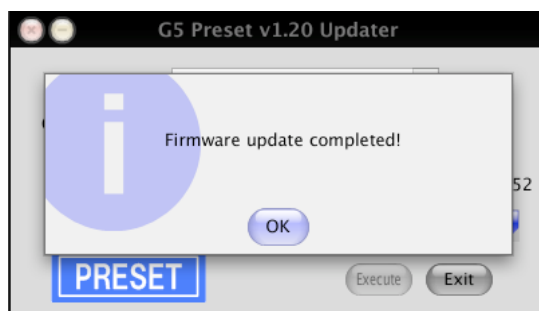 G5 Preset v1.20 Updater
Firmware update completed!
52
OK
PRESET
Execute
Exit